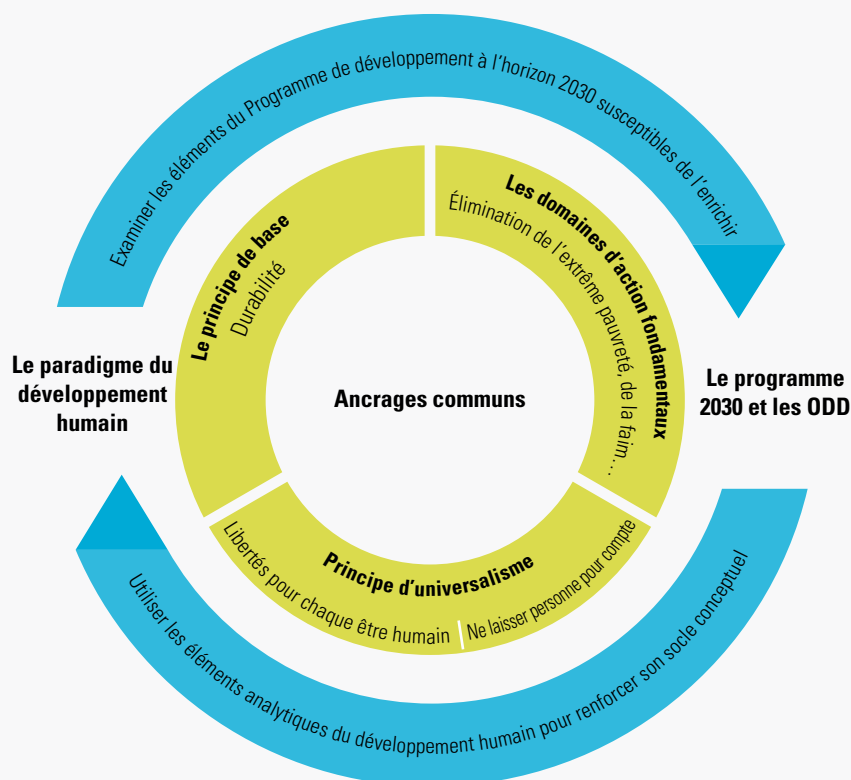 Examiner les éléments du Programme de développement à l'horizon 2030 susceptibles de l'enrichir
Le principe de base
Durabilité
Les domaines d'action fondamentaux
Élimination de l'extrême pauvreté, de la faim…
Le paradigme du
développement
humain
Ancrages communs
Le programme
2030 et les ODD
Principe d'universalisme
Libertés pour chaque être humain
Ne laisser personne pour compte
Utiliser les éléments analytiques du développement humain pour renforcer son socle conceptuel